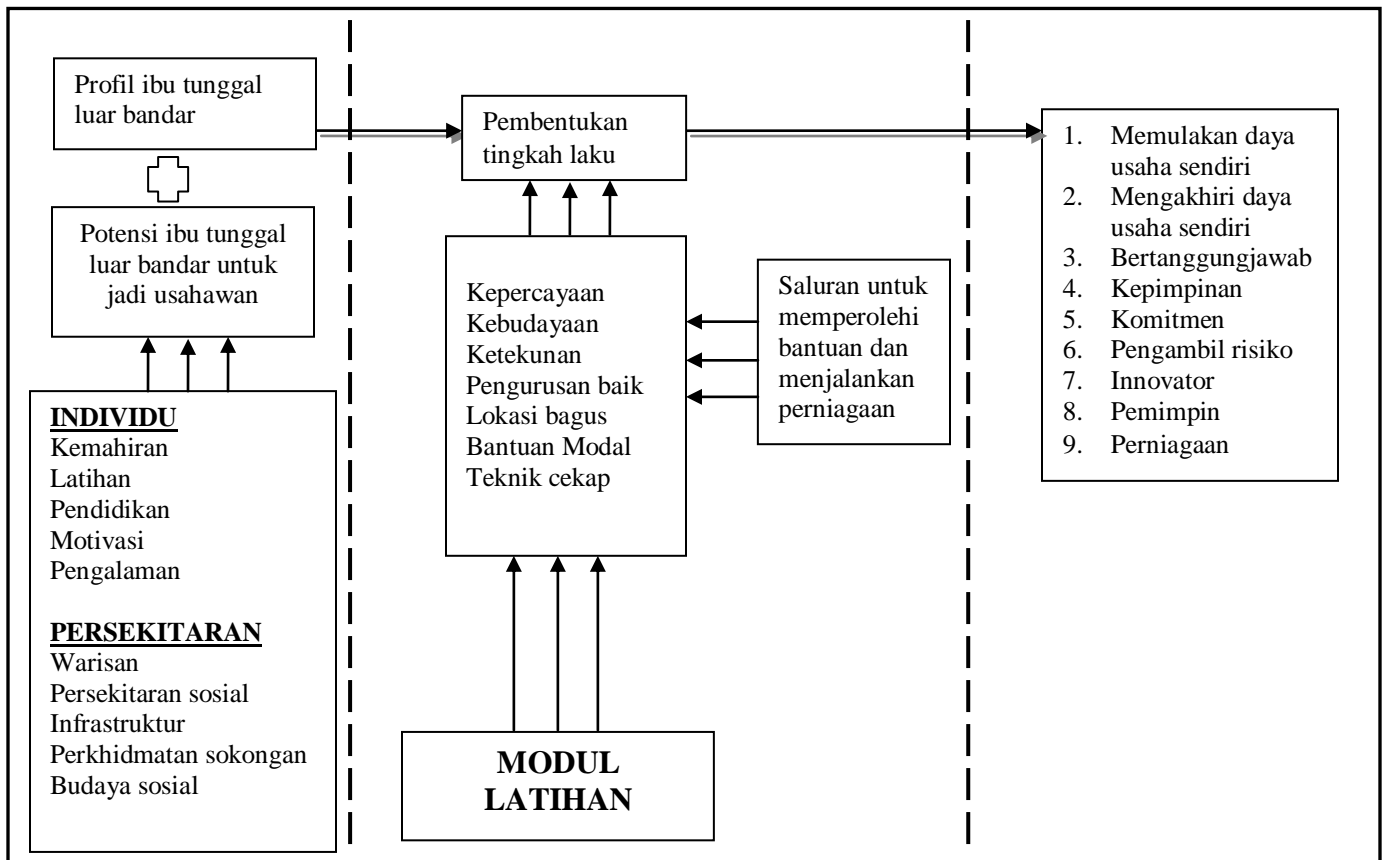 Profil ibu tunggal
luar bandar
Potensi ibu tunggal
luar bandar untuk
jadi usahawan
INDIVIDU
Kemahiran
Latihan
Pendidikan
Motivasi
Pengalaman
PERSEKITARAN
Warisan
Persekitaran sosial
Infrastruktur
Perkhidmatan sokongan
Budaya sosial
Pembentukan
tingkah laku
Kepercayaan
Kebudayaan
Ketekunan
Pengurusan baik
Lokasi bagus
Bantuan Modal
Teknik cekap
Saluran untuk
memperolehi
bantuan dan
menjalankan
perniagaan
MODUL
LATIHAN
1. Memulakan daya
usaha sendiri
2. Mengakhiri daya
usaha sendiri
3. Bertanggungjawab
4. Kepimpinan
5. Komitmen
6. Pengambil risiko
7. Innovator
8. Pemimpin
9. Perniagaan